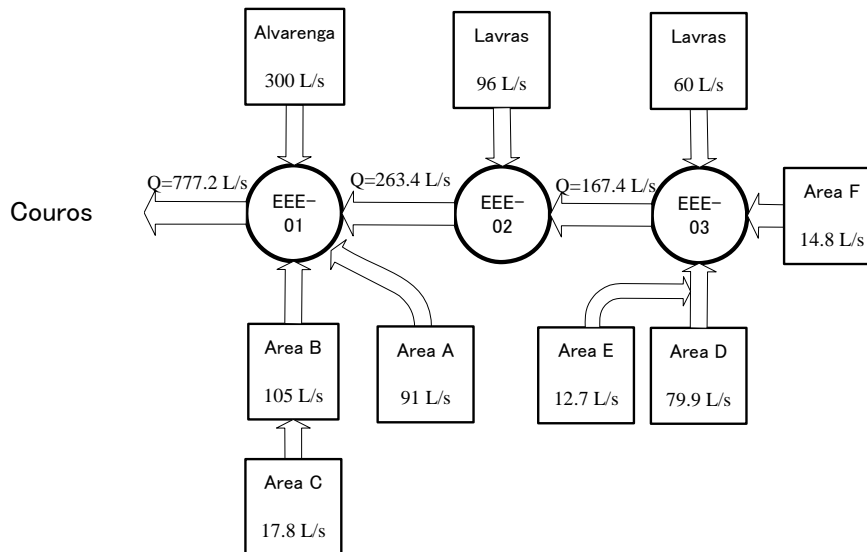 Alvarenga
300 L/s
Lavras
96 L/s
Lavras
60 L/s
Couros
Q=777.2 L/s
EEE-
01
Q=263.4 L/s
EEE-
02
Q=167.4 L/s
EEE-
03
Area F
14.8 L/s
Area B
105 L/s
Area A
91 L/s
Area E
12.7 L/s
Area D
79.9 L/s
Area C
17.8 L/s